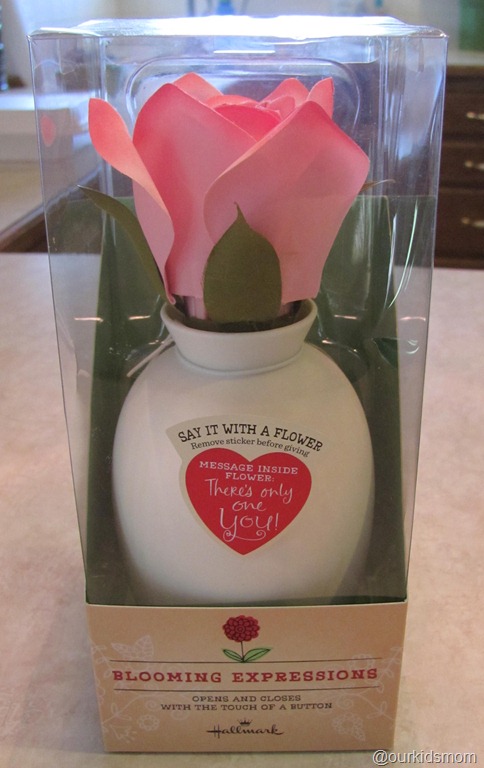 SAY IT WITH A FLOWER
Remove sticker before giving
MESSAGE INSIDE
FLOWER:
There's only
one
You!
BLOOMING EXPRESSIONS
OPENS AND CLOSES
WITH THE TOUCH OF A BUTTON
Hallmark
@ourkidsmom